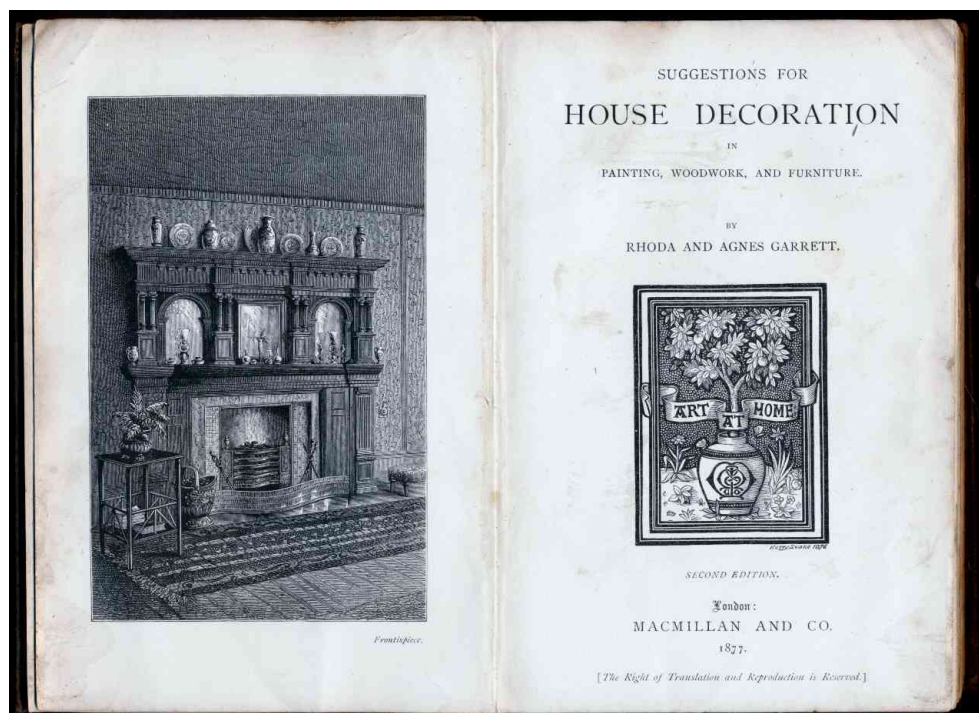 Frontispiece.
SUGGESTIONS FOR
HOUSE DECORATION
IN
PAINTING, WOODWORK, AND FURNITURE.
BY
RHODA AND AGNES GARRETT.
ART AT HOME
SECOND EDITION.
London:
MACMILLAN AND CO.
1877.
[The Right of Translation and Reproduction is Reserved.]